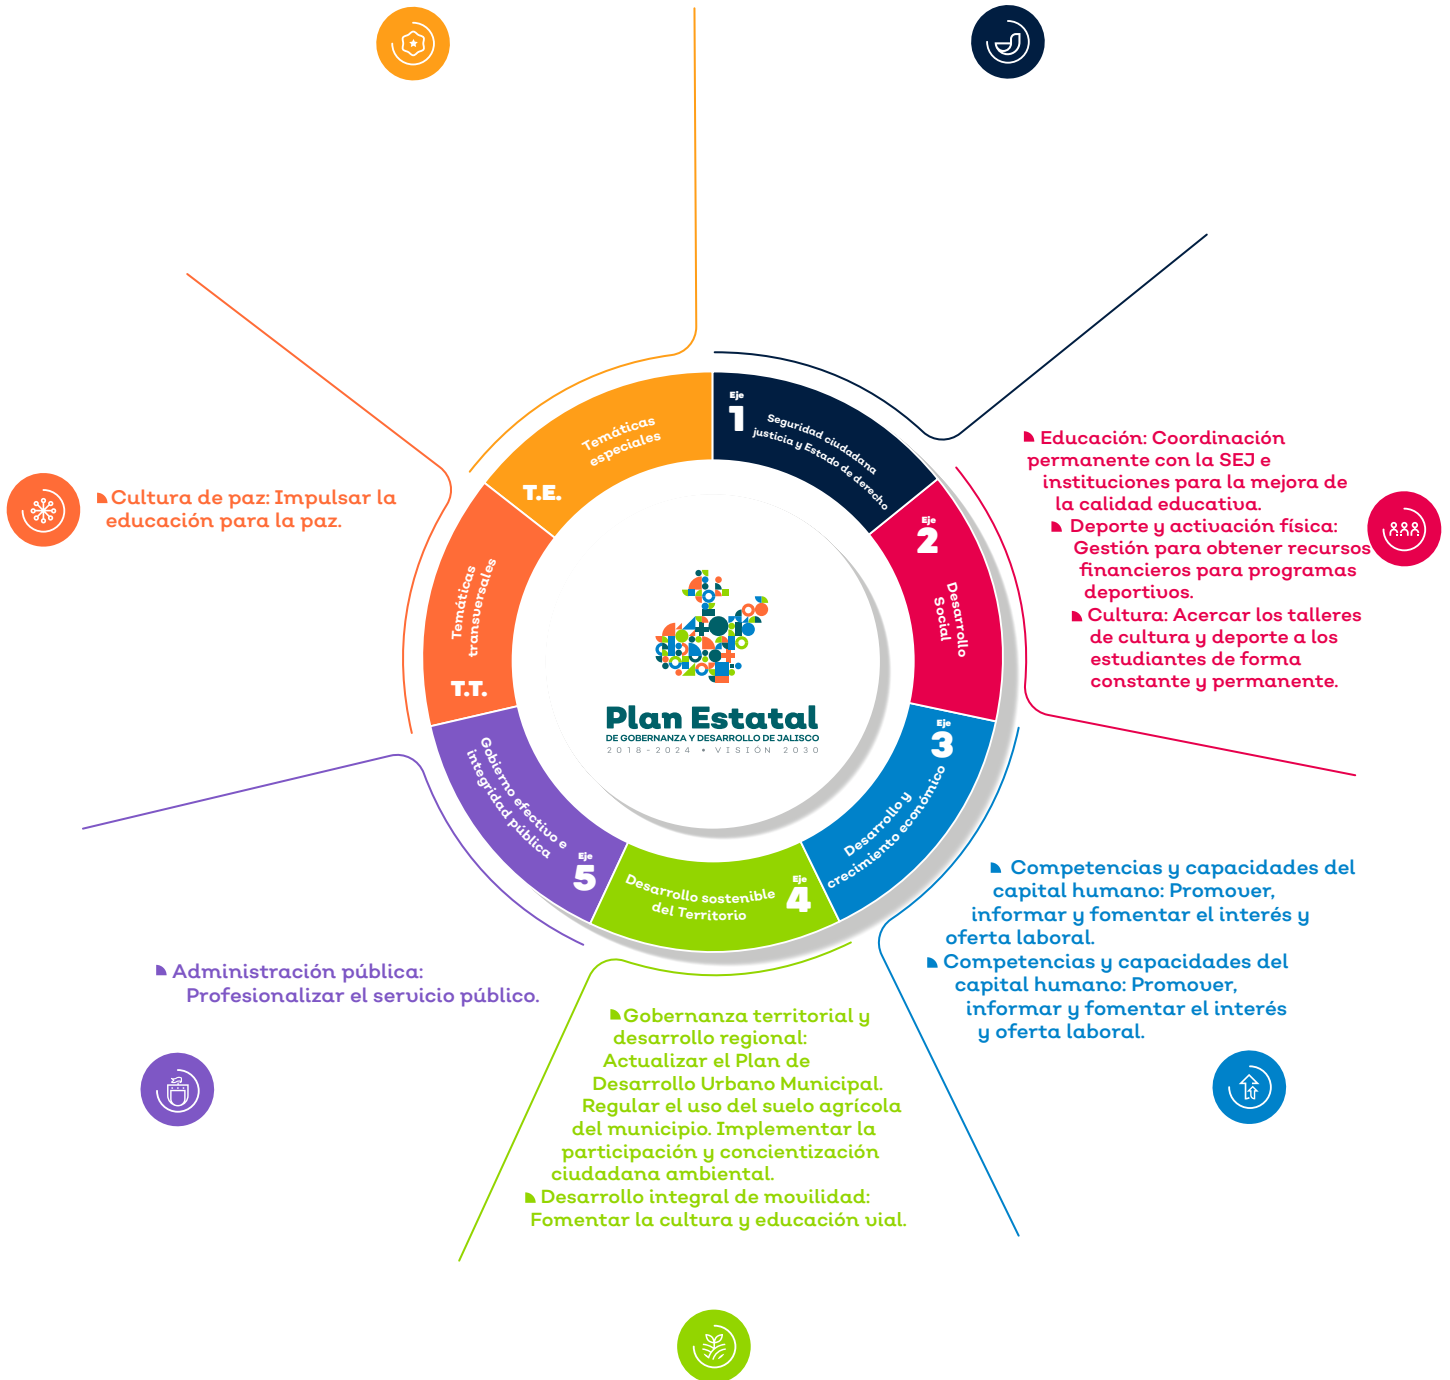 Eje
1
Seguridad ciudadana
justicia y Estado de derecho
Temáticas
especiales
T.E.
Educación: Coordinación
permanente con la SEJ e
instituciones para la mejora de
la calidad educativa.
Deporte y activación física:
Gestión para obtener recursos
financieros para programas
deportivos.
Cultura: Acercar los talleres
de cultura y deporte a los
estudiantes de forma
constante y permanente.
Eje
2
Desarrollo
Social
Cultura de paz: Impulsar la
educación para la paz.
Temáticas
transversales
T.T.
Plan Estatal
DE GOBERNANZA Y DESARROLLO DE JALISCO
2018-2024 • VISIÓN 2030
Eje
3
Desarrollo y
crecimiento económico
Gobierno efectivo e
integridad pública
Eje
5
Desarrollo sostenible
del Territorio
Eje
4
Competencias y capacidades del
capital humano: Promover,
informar y fomentar el interés y
oferta laboral.
Competencias y capacidades del
capital humano: Promover,
informar y fomentar el interés
y oferta laboral.
Administración pública:
Profesionalizar el servicio público.
Gobernanza territorial y
desarrollo regional:
Actualizar el Plan de
Desarrollo Urbano Municipal.
Regular el uso del suelo agrícola
del municipio. Implementar la
participación y concientización
ciudadana ambiental.
Desarrollo integral de movilidad:
Fomentar la cultura y educación vial.